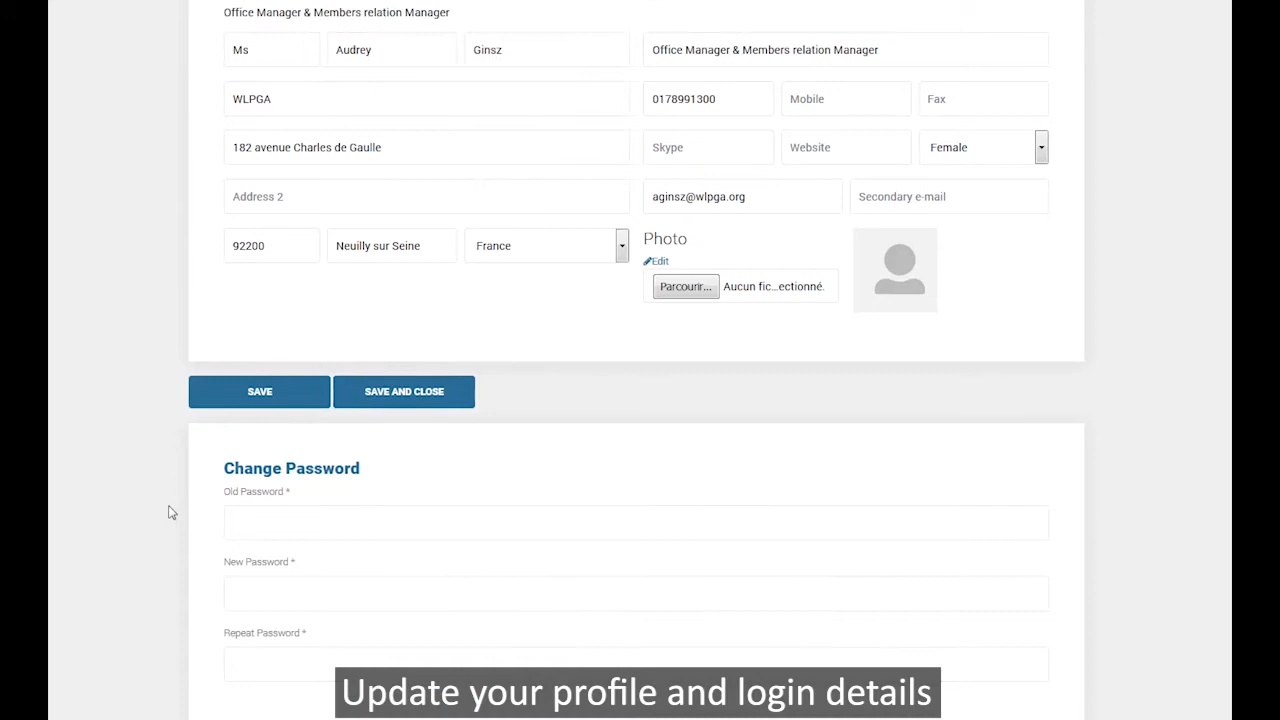 Office Manager & Members relation Manager
Ms Audrey Ginsz Office Manager & Members relation Manager
WLPGA 0178991300 Mobile Fax
182 avenue Charles de Gaulle Skype Website Female
Address 2 aginsz@wlpga.org Secondary e-mail
92200 Neuilly sur Seine France Photo
Edit
Parcourir... Aucun fic...ectionné.
SAVE SAVE AND CLOSE
Change Password
Old Password *
New Password *
Repeat Password *
Update your profile and login details